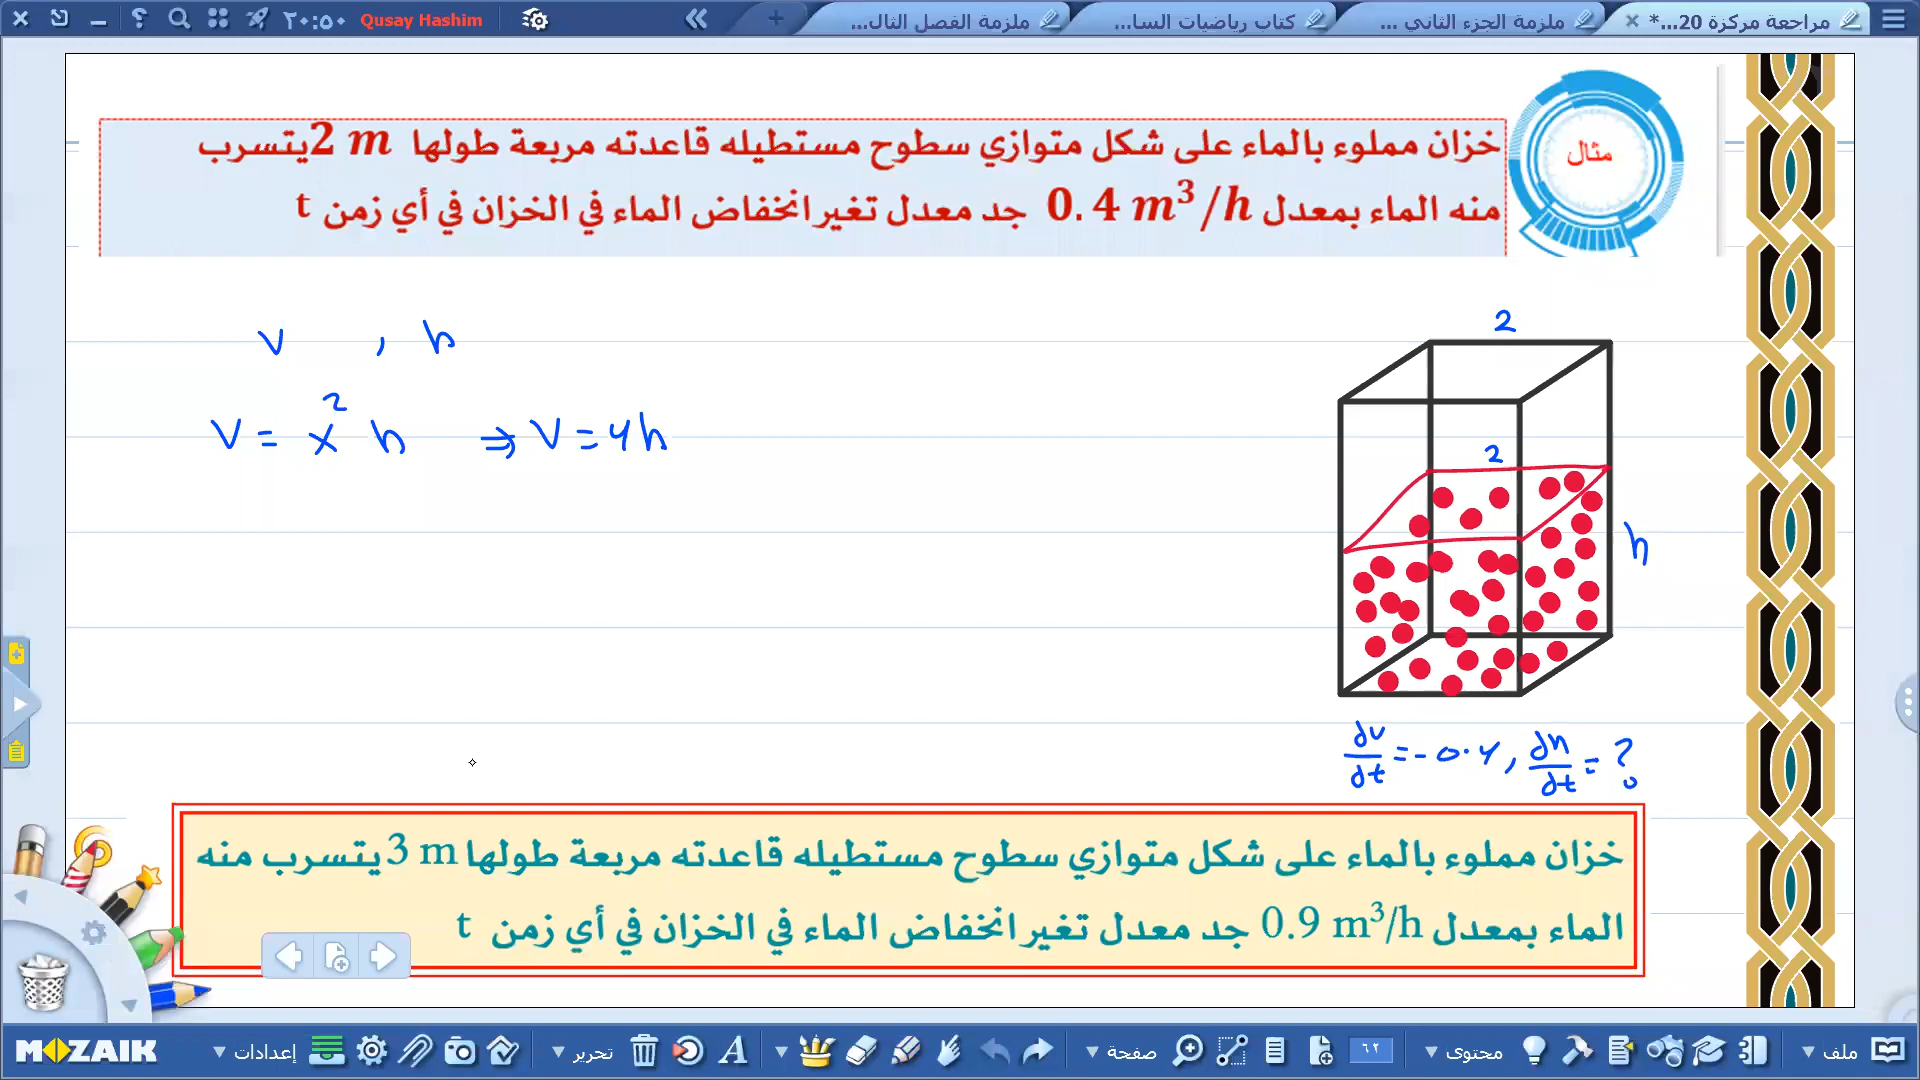 مراجعة مركزة 20...*
ملزمة الجزء الثاني ...
كتاب رياضيات السا...
ملزمة الفصل الثال...
Qusay Hashim
٢٠:٥٠
مثال
خزان مملوء بالماء على شكل متوازي سطوح مستطيله قاعدته مربعة طولها 2 m يتسرب
منه الماء بمعدل 0.4 m³/h جد معدل تغير انخفاض الماء في الخزان في أي زمن t
V , h
V = x² h ⇒ V = 4h
2
2
h
dv/dt = -0.4, dh/dt = ?
خزان مملوء بالماء على شكل متوازي سطوح مستطيله قاعدته مربعة طولها 3 m يتسرب منه
الماء بمعدل 0.9 m³/h جد معدل تغير انخفاض الماء في الخزان في أي زمن t
ملف
محتوى
٦٢
صفحة
تحرير
إعدادات
MOZAIK